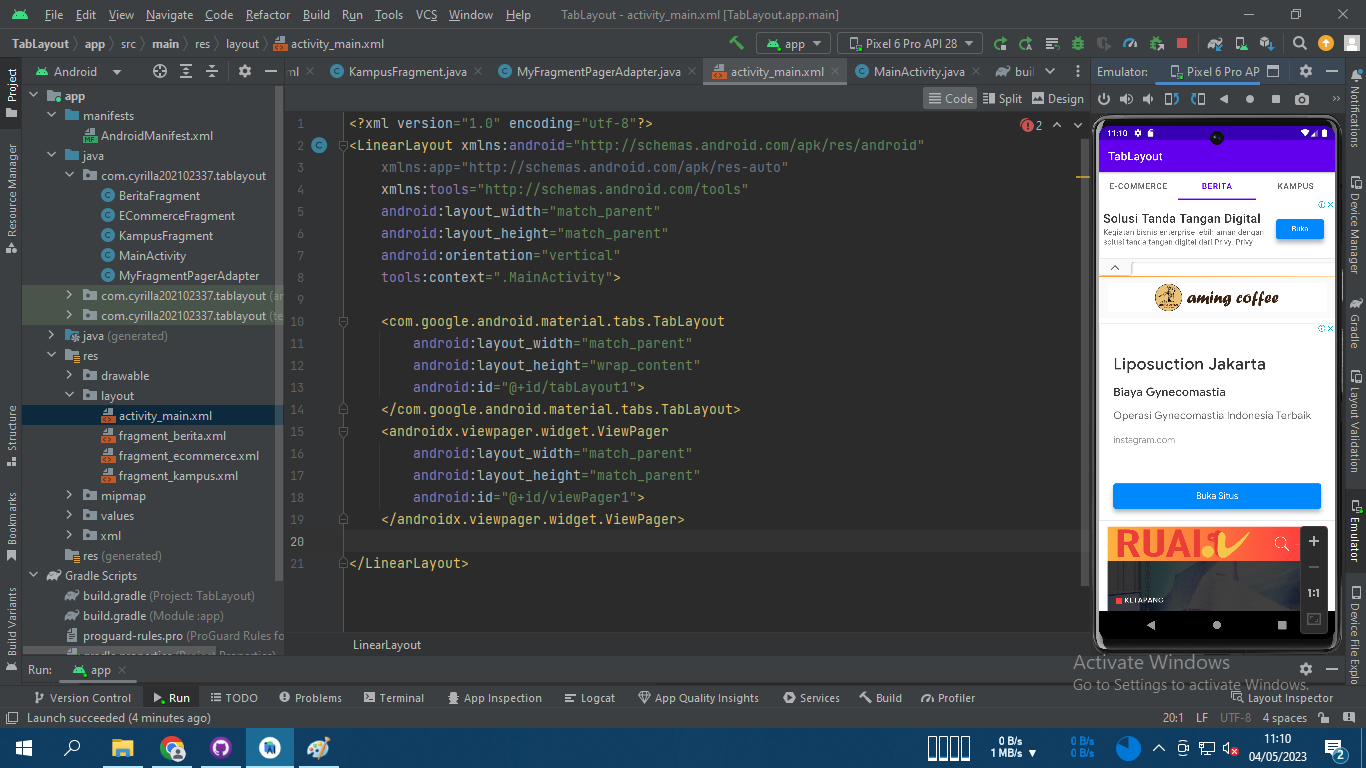 File Edit View Navigate Code Refactor Build Run Tools VCS Window Help TabLayout - activity_main.xml [TabLayout.app.main]
TabLayout app src main res layout activity_main.xml app Pixel 6 Pro API 28
Project
Resource Manager
Structure
Bookmarks
Build Variants
Android
app
manifests
AndroidManifest.xml
java
com.cyrilla202102337.tablayout
BeritaFragment
ECommerceFragment
KampusFragment
MainActivity
MyFragmentPagerAdapter
com.cyrilla202102337.tablayout (ar
com.cyrilla202102337.tablayout (te
java (generated)
res
drawable
layout
activity_main.xml
fragment_berita.xml
fragment_ecommerce.xml
fragment_kampus.xml
mipmap
values
xml
res (generated)
Gradle Scripts
build.gradle (Project: TabLayout)
build.gradle (Module :app)
proguard-rules.pro (ProGuard Rules fo
gradle.properties (Project Properties)
ml KampusFragment.java MyFragmentPagerAdapter.java activity_main.xml MainActivity.java buil
Code Split Design
2
1 <?xml version="1.0" encoding="utf-8"?>
2 <LinearLayout xmlns:android="http://schemas.android.com/apk/res/android"
3 xmlns:app="http://schemas.android.com/apk/res-auto"
4 xmlns:tools="http://schemas.android.com/tools"
5 android:layout_width="match_parent"
6 android:layout_height="match_parent"
7 android:orientation="vertical"
8 tools:context=".MainActivity">
9
10 <com.google.android.material.tabs.TabLayout
11 android:layout_width="match_parent"
12 android:layout_height="wrap_content"
13 android:id="@+id/tabLayout1">
14 </com.google.android.material.tabs.TabLayout>
15 <androidx.viewpager.widget.ViewPager
16 android:layout_width="match_parent"
17 android:layout_height="match_parent"
18 android:id="@+id/viewPager1">
19 </androidx.viewpager.widget.ViewPager>
20
21 </LinearLayout>
LinearLayout
Emulator: Pixel 6 Pro AP
11:10
TabLayout
E-COMMERCE BERITA KAMPUS
Solusi Tanda Tangan Digital
Kegiatan bisnis enterprise lebih aman dengan
solusi tanda tangan digital dari Privy. Privy
Buka
aming coffee
Liposuction Jakarta
Biaya Gynecomastia
Operasi Gynecomastia Indonesia Terbaik
instagram.com
Buka Situs
RUAI.V
KETAPANG
1:1
Notifications
Device Manager
Gradle
Layout Validation
Emulator
Device File Explo
Run: app
Activate Windows
Go to Settings to activate Windows.
Version Control Run TODO Problems Terminal App Inspection Logcat App Quality Insights Services Build Profiler Layout Inspector
Launch succeeded (4 minutes ago) 20:1 LF UTF-8 4 spaces
0 B/s
1 MB/s
0 B/s
0 B/s
11:10
04/05/2023
2